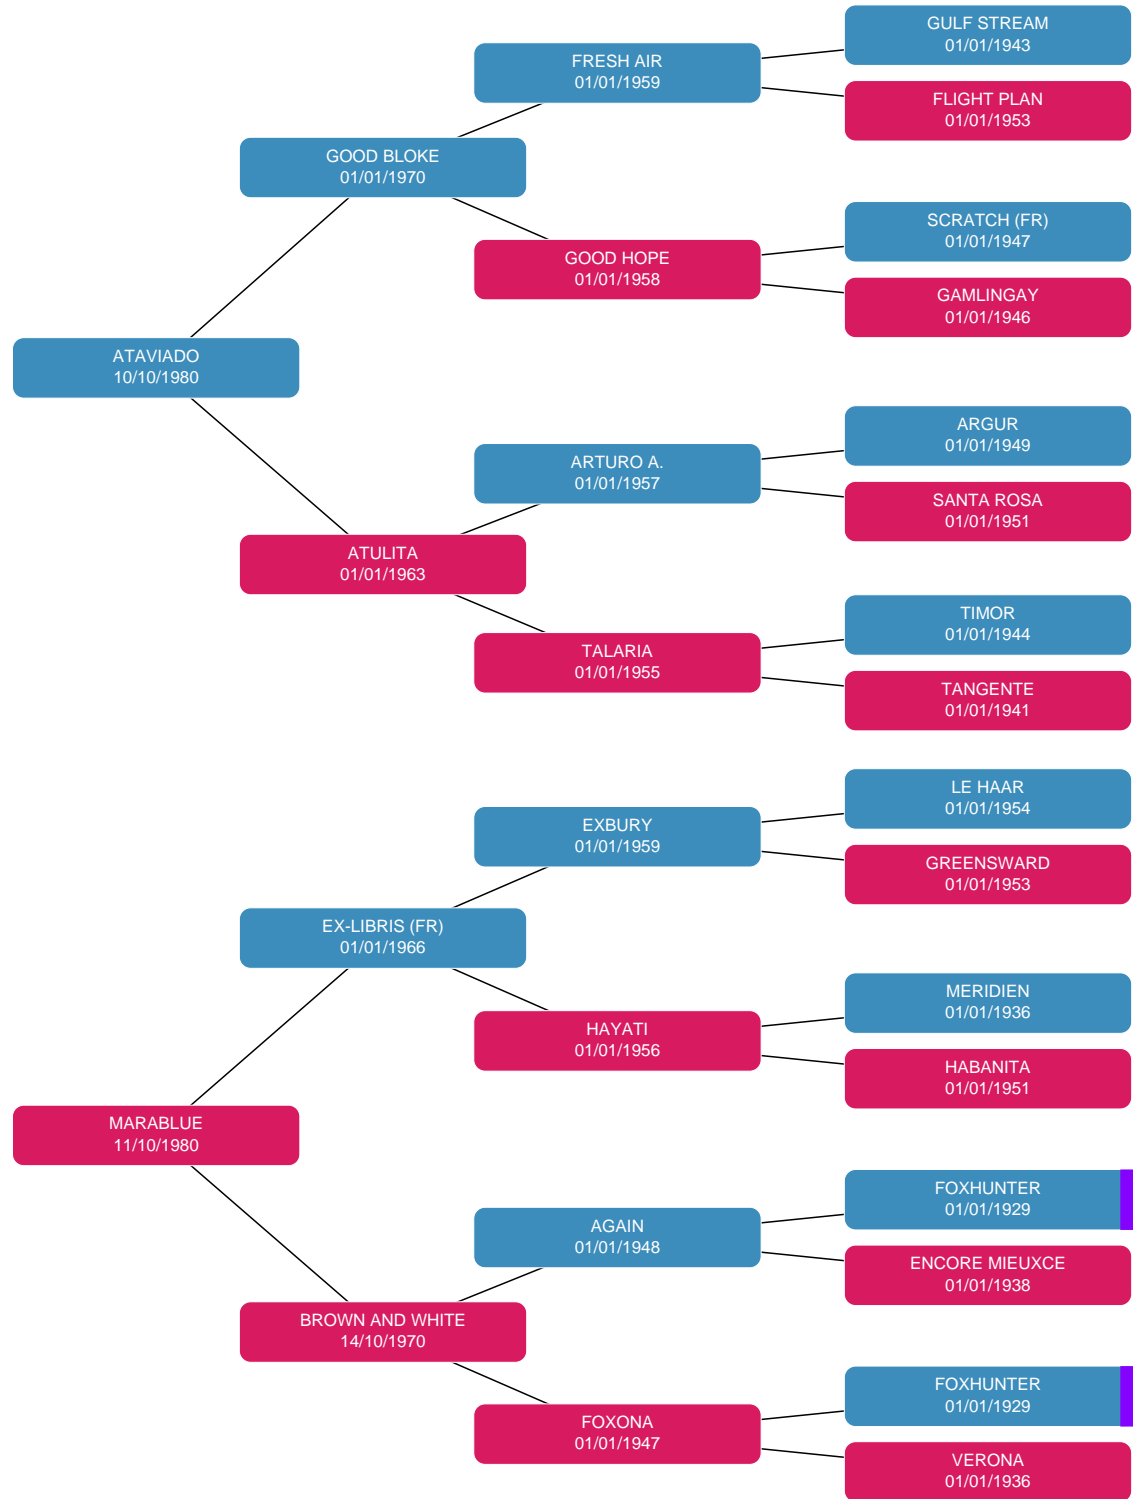 GULF STREAM
01/01/1943
FRESH AIR
01/01/1959
FLIGHT PLAN
01/01/1953
GOOD BLOKE
01/01/1970
SCRATCH (FR)
01/01/1947
GOOD HOPE
01/01/1958
GAMLINGAY
01/01/1946
ATAVIADO
10/10/1980
ARGUR
01/01/1949
ARTURO A.
01/01/1957
SANTA ROSA
01/01/1951
ATULITA
01/01/1963
TIMOR
01/01/1944
TALARIA
01/01/1955
TANGENTE
01/01/1941
LE HAAR
01/01/1954
EXBURY
01/01/1959
GREENSWARD
01/01/1953
EX-LIBRIS (FR)
01/01/1966
MERIDIEN
01/01/1936
HAYATI
01/01/1956
HABANITA
01/01/1951
MARABLUE
11/10/1980
FOXHUNTER
01/01/1929
AGAIN
01/01/1948
ENCORE MIEUXCE
01/01/1938
BROWN AND WHITE
14/10/1970
FOXHUNTER
01/01/1929
FOXONA
01/01/1947
VERONA
01/01/1936